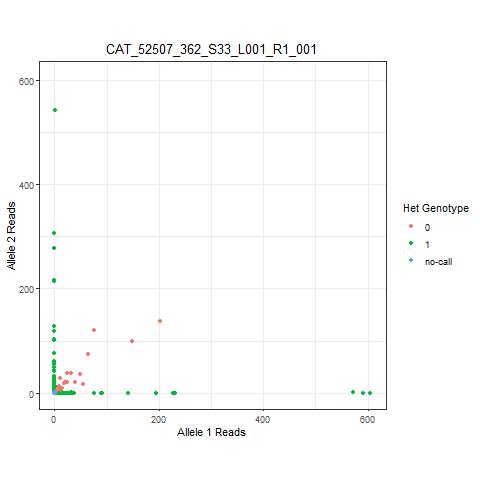 CAT_52507_362_S33_L001_R1_001
600
400
200
0
Allele 2 Reads
0 200 400 600
Allele 1 Reads
Het Genotype
0
1
no-call